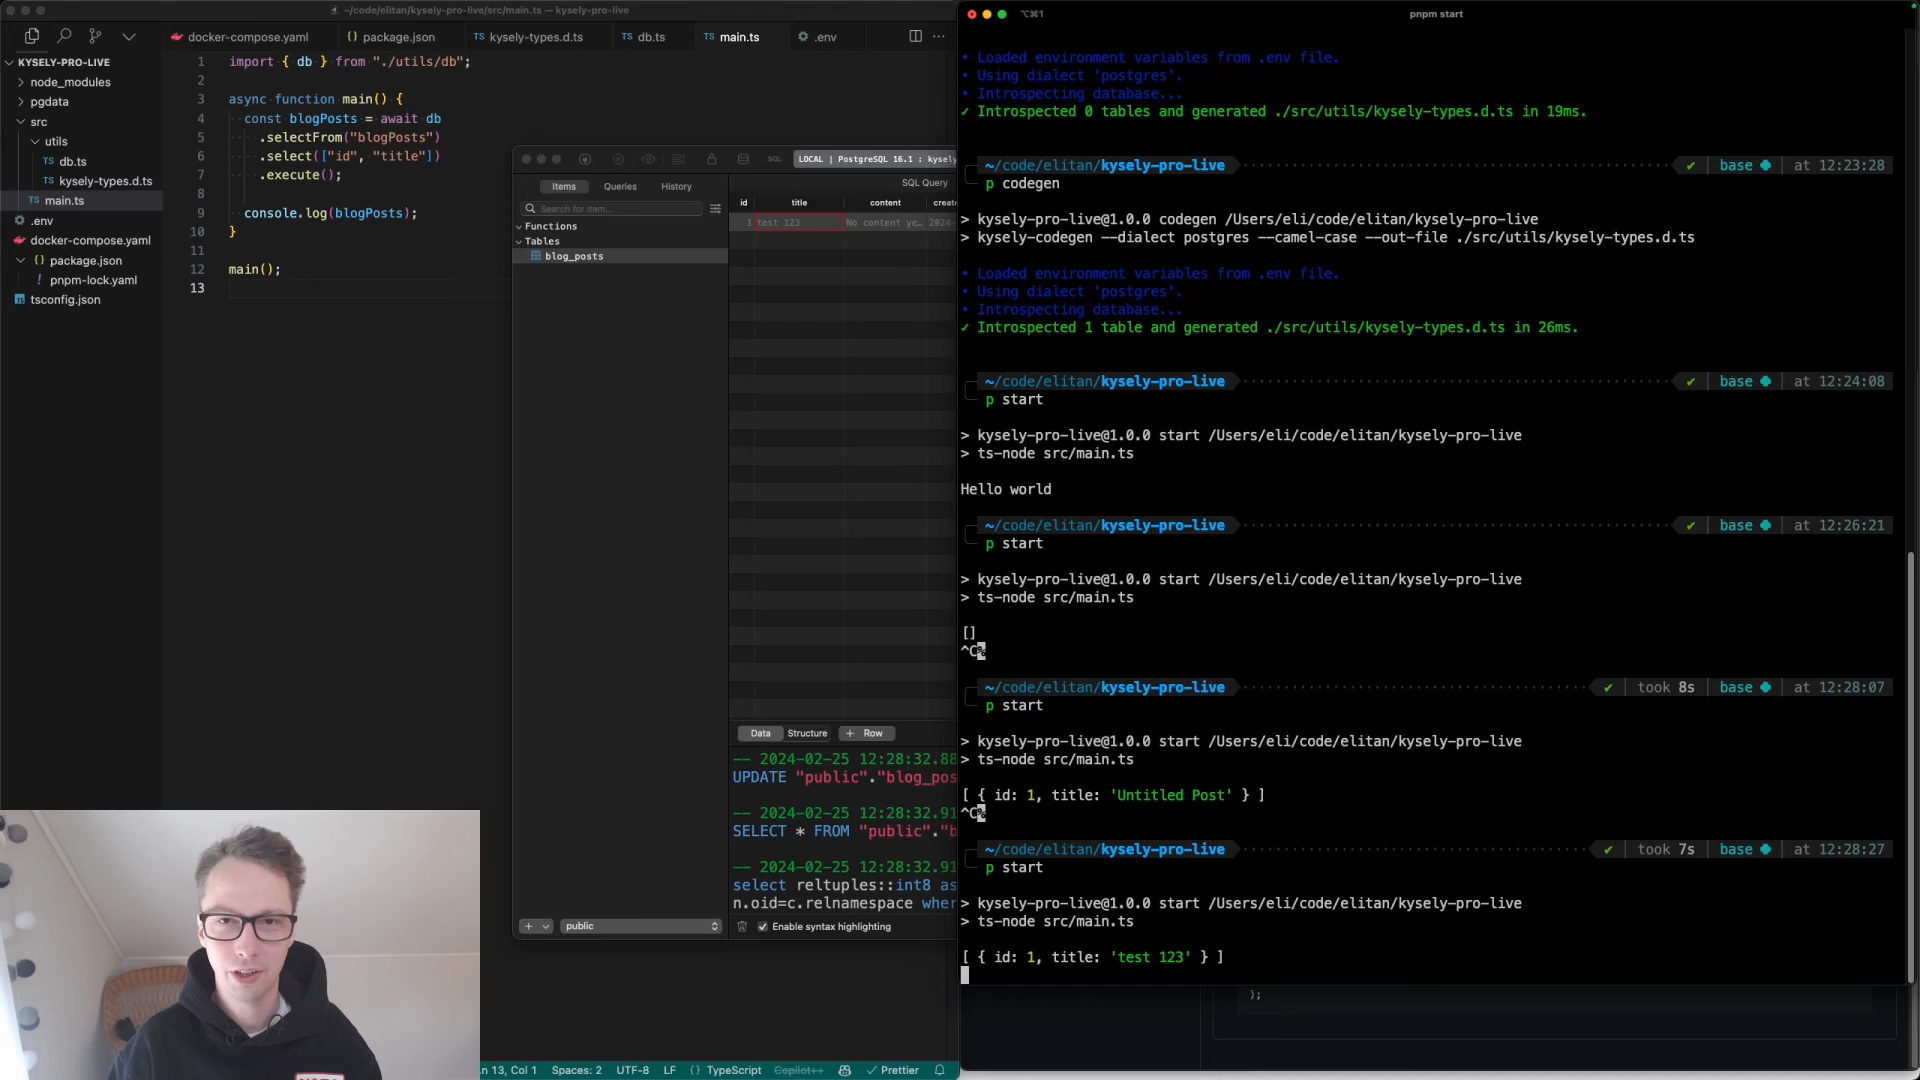 ~/code/elitan/kysely-pro-live/src/main.ts — kysely-pro-live
docker-compose.yaml
{} package.json
TS kysely-types.d.ts
TS db.ts
TS main.ts
.env
KYSELY-PRO-LIVE
node_modules
pgdata
src
utils
TS db.ts
TS kysely-types.d.ts
TS main.ts
.env
docker-compose.yaml
{} package.json
! pnpm-lock.yaml
TS tsconfig.json
1 import { db } from "./utils/db";
2
3 async function main() {
4 const blogPosts = await db
5 .selectFrom("blogPosts")
6 .select(["id", "title"])
7 .execute();
8
9 console.log(blogPosts);
10 }
11
12 main();
13
SQL
LOCAL | PostgreSQL 16.1 : kysely
Items
Queries
History
SQL Query
Search for item...
Functions
Tables
blog_posts
id title content
1 test 123 No content ye... 2024-
Data
Structure
+ Row
-- 2024-02-25 12:28:32.88
UPDATE "public"."blog_pos
-- 2024-02-25 12:28:32.91
SELECT * FROM "public"."b
-- 2024-02-25 12:28:32.91
select reltuples::int8 as
n.oid=c.relnamespace wher
+
public
Enable syntax highlighting
Ln 13, Col 1
Spaces: 2
UTF-8
LF
{} TypeScript
Copilot++
Prettier
⌥⌘1
pnpm start
• Loaded environment variables from .env file.
• Using dialect 'postgres'.
• Introspecting database...
✓ Introspected 0 tables and generated ./src/utils/kysely-types.d.ts in 19ms.
~/code/elitan/kysely-pro-live ✔ base at 12:23:28
p codegen
> kysely-pro-live@1.0.0 codegen /Users/eli/code/elitan/kysely-pro-live
> kysely-codegen --dialect postgres --camel-case --out-file ./src/utils/kysely-types.d.ts
• Loaded environment variables from .env file.
• Using dialect 'postgres'.
• Introspecting database...
✓ Introspected 1 table and generated ./src/utils/kysely-types.d.ts in 26ms.
~/code/elitan/kysely-pro-live ✔ base at 12:24:08
p start
> kysely-pro-live@1.0.0 start /Users/eli/code/elitan/kysely-pro-live
> ts-node src/main.ts
Hello world
~/code/elitan/kysely-pro-live ✔ base at 12:26:21
p start
> kysely-pro-live@1.0.0 start /Users/eli/code/elitan/kysely-pro-live
> ts-node src/main.ts
[]
^C%
~/code/elitan/kysely-pro-live ✔ took 8s base at 12:28:07
p start
> kysely-pro-live@1.0.0 start /Users/eli/code/elitan/kysely-pro-live
> ts-node src/main.ts
[ { id: 1, title: 'Untitled Post' } ]
^C%
~/code/elitan/kysely-pro-live ✔ took 7s base at 12:28:27
p start
> kysely-pro-live@1.0.0 start /Users/eli/code/elitan/kysely-pro-live
> ts-node src/main.ts
[ { id: 1, title: 'test 123' } ]
);